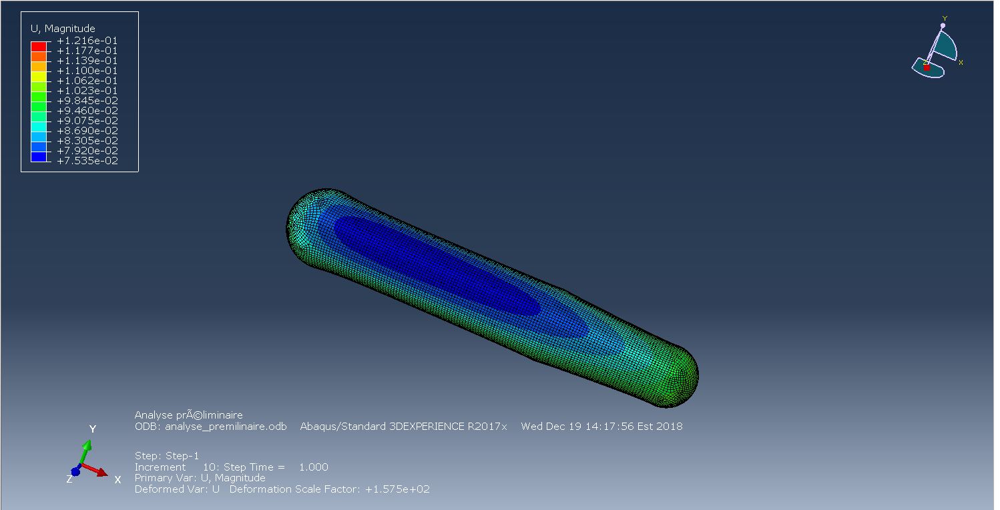 U, Magnitude
+1.216e-01
+1.177e-01
+1.139e-01
+1.100e-01
+1.062e-01
+1.023e-01
+9.845e-02
+9.460e-02
+9.075e-02
+8.690e-02
+8.305e-02
+7.920e-02
+7.535e-02
Y
X
Z
Analyse prÃ©liminaire
ODB: analyse_premilinaire.odb Abaqus/Standard 3DEXPERIENCE R2017x Wed Dec 19 14:17:56 Est 2018
Y
Z
X
Step: Step-1
Increment 10: Step Time = 1.000
Primary Var: U, Magnitude
Deformed Var: U Deformation Scale Factor: +1.575e+02